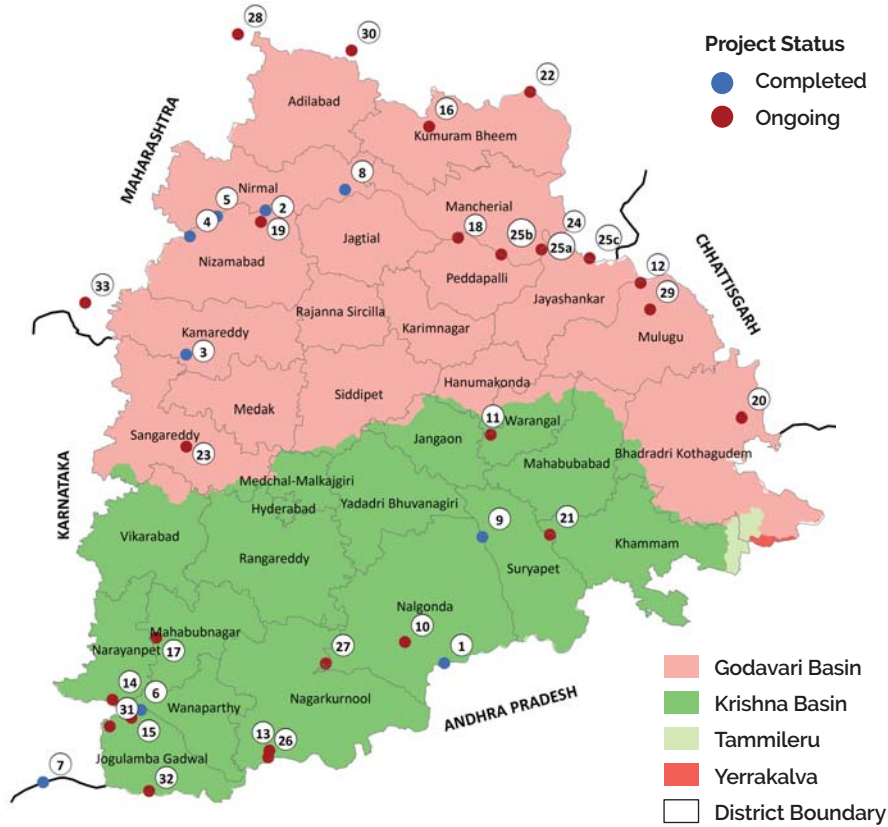 28
30
Project Status
Completed
Ongoing
22
Adilabad
16
Kumuram Bheem
MAHARASHTRA
8
Nirmal
5
2
4
19
Mancherial
24
18
25b
25a
25c
Jagtial
Nizamabad
Peddapalli
12
CHHATTISGARH
33
29
Jayashankar
Rajanna Sircilla
Kamareddy
Karimnagar
Mulugu
3
Hanumakonda
Siddipet
Medak
20
11
Warangal
Sangareddy
Jangaon
23
Bhadradri Kothagudem
Mahabubabad
KARNATAKA
Medchal-Malkajgiri
Yadadri Bhuvanagiri
Hyderabad
9
21
Vikarabad
Khammam
Rangareddy
Suryapet
Nalgonda
10
1
Mahabubnagar
Narayanpet
17
27
14
6
Nagarkurnool
ANDHRA PRADESH
31
Wanaparthy
15
13
26
Jogulamba Gadwal
7
32
Godavari Basin
Krishna Basin
Tammileru
Yerrakalva
District Boundary